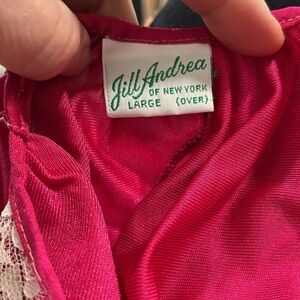 Jill Andrea
OF NEW YORK
LARGE (OVER)